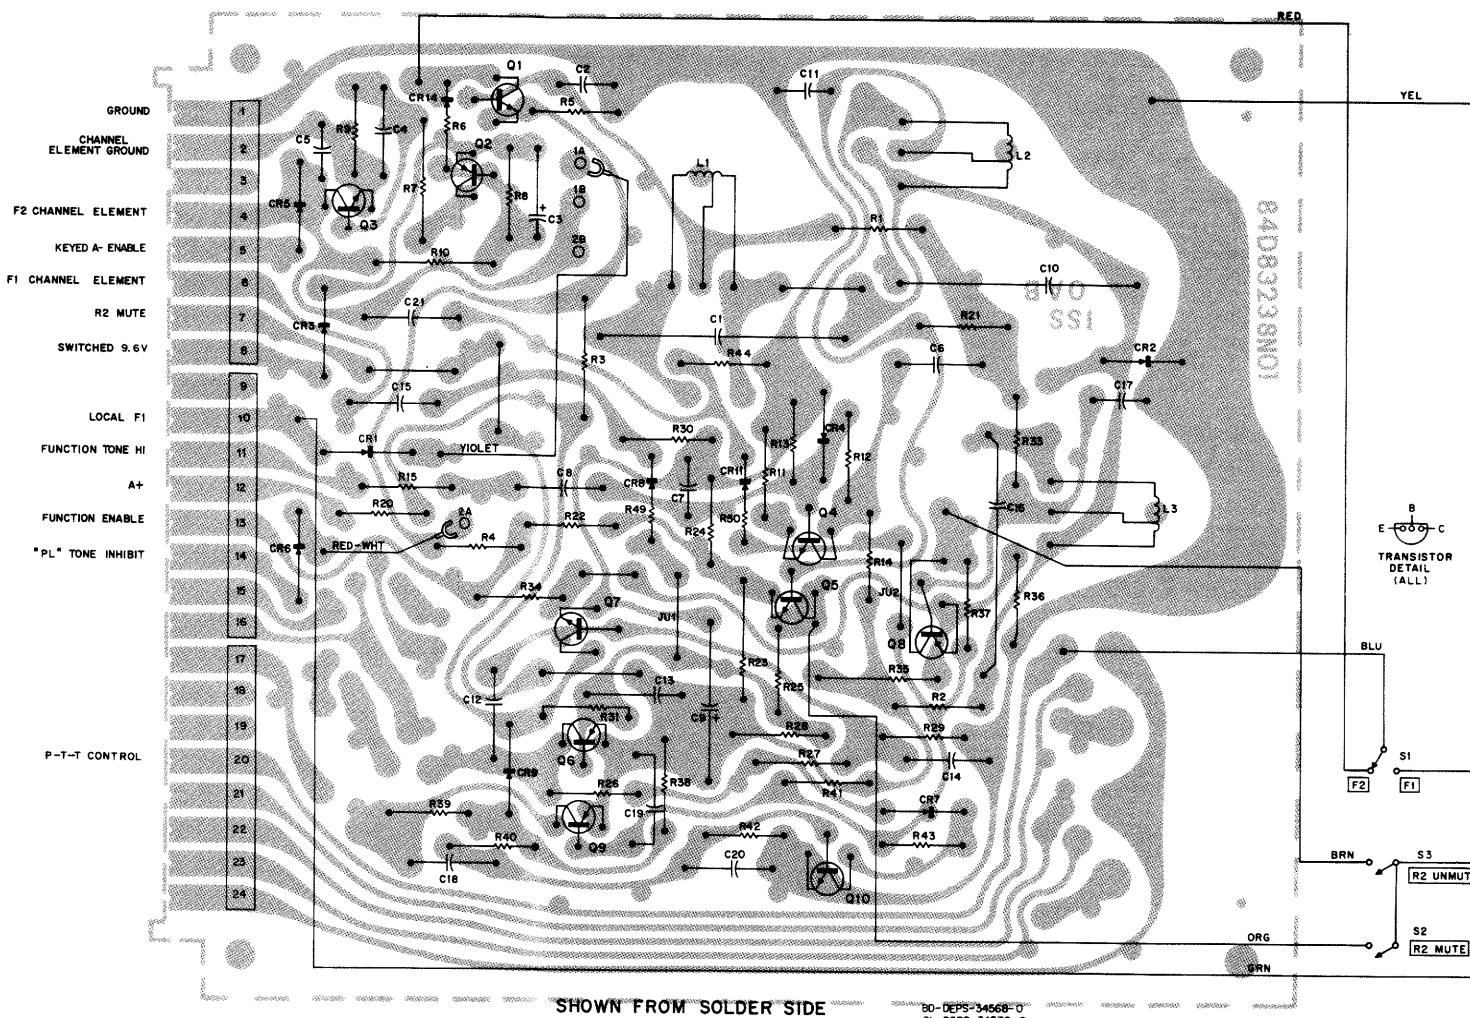 RED
YEL
GROUND
CHANNEL
ELEMENT GROUND
F2 CHANNEL ELEMENT
KEYED A- ENABLE
F1 CHANNEL ELEMENT
R2 MUTE
SWITCHED 9.6V
LOCAL F1
FUNCTION TONE HI
A+
FUNCTION ENABLE
"PL" TONE INHIBIT
P-T-T CONTROL
1
2
3
4
5
6
7
8
9
10
11
12
13
14
15
16
17
18
19
20
21
22
23
24
Q1
C2
C11
CR14
R5
R9
C4
R6
C5
Q2
1A
L1
L2
R7
R8
1B
CR5
Q3
C3
+
R1
2B
R10
C10
84D83238N01
OAB
ISS
CR3
C21
C1
R21
R3
R44
C6
CR2
C15
C17
R30
R13
CR4
R33
CR1
VIOLET
R12
R15
C8
CR8
C7
CR11
R11
R20
2A
R22
R49
R24
R50
Q4
C16
L3
CR6
RED-WHT
R4
R14
R34
Q7
Q5
JU2
R37
R36
JU1
Q8
R23
R35
R25
C12
C13
R2
R31
C9
+
R28
R29
Q6
R27
C14
CR9
R26
R38
R41
R39
C19
CR7
R40
Q9
R42
R43
C18
C20
Q10
B
E
C
TRANSISTOR
DETAIL
(ALL)
BLU
S1
F2
F1
BRN
S3
R2 UNMUT
ORG
S2
R2 MUTE
GRN
SHOWN FROM SOLDER SIDE
BD-DEPS-34568-O